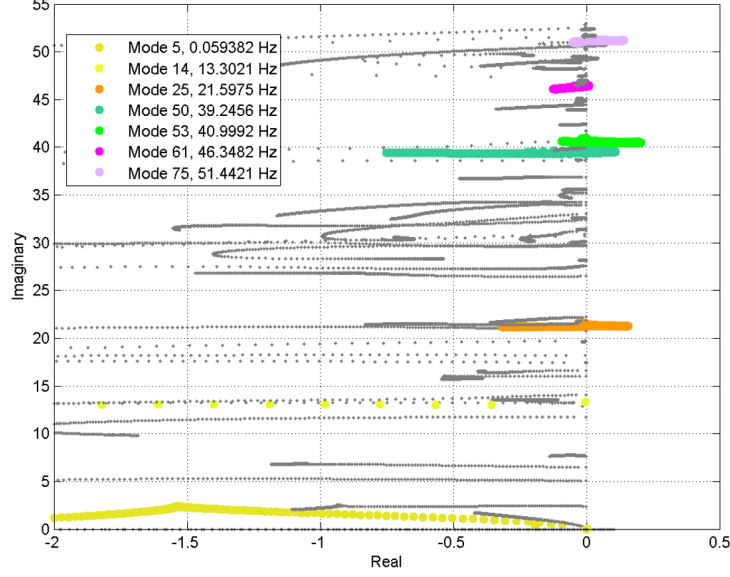 55
50
45
40
35
30
25
20
15
10
5
0
Imaginary
Mode 5, 0.059382 Hz
Mode 14, 13.3021 Hz
Mode 25, 21.5975 Hz
Mode 50, 39.2456 Hz
Mode 53, 40.9992 Hz
Mode 61, 46.3482 Hz
Mode 75, 51.4421 Hz
-2 -1.5 -1 -0.5 0 0.5
Real